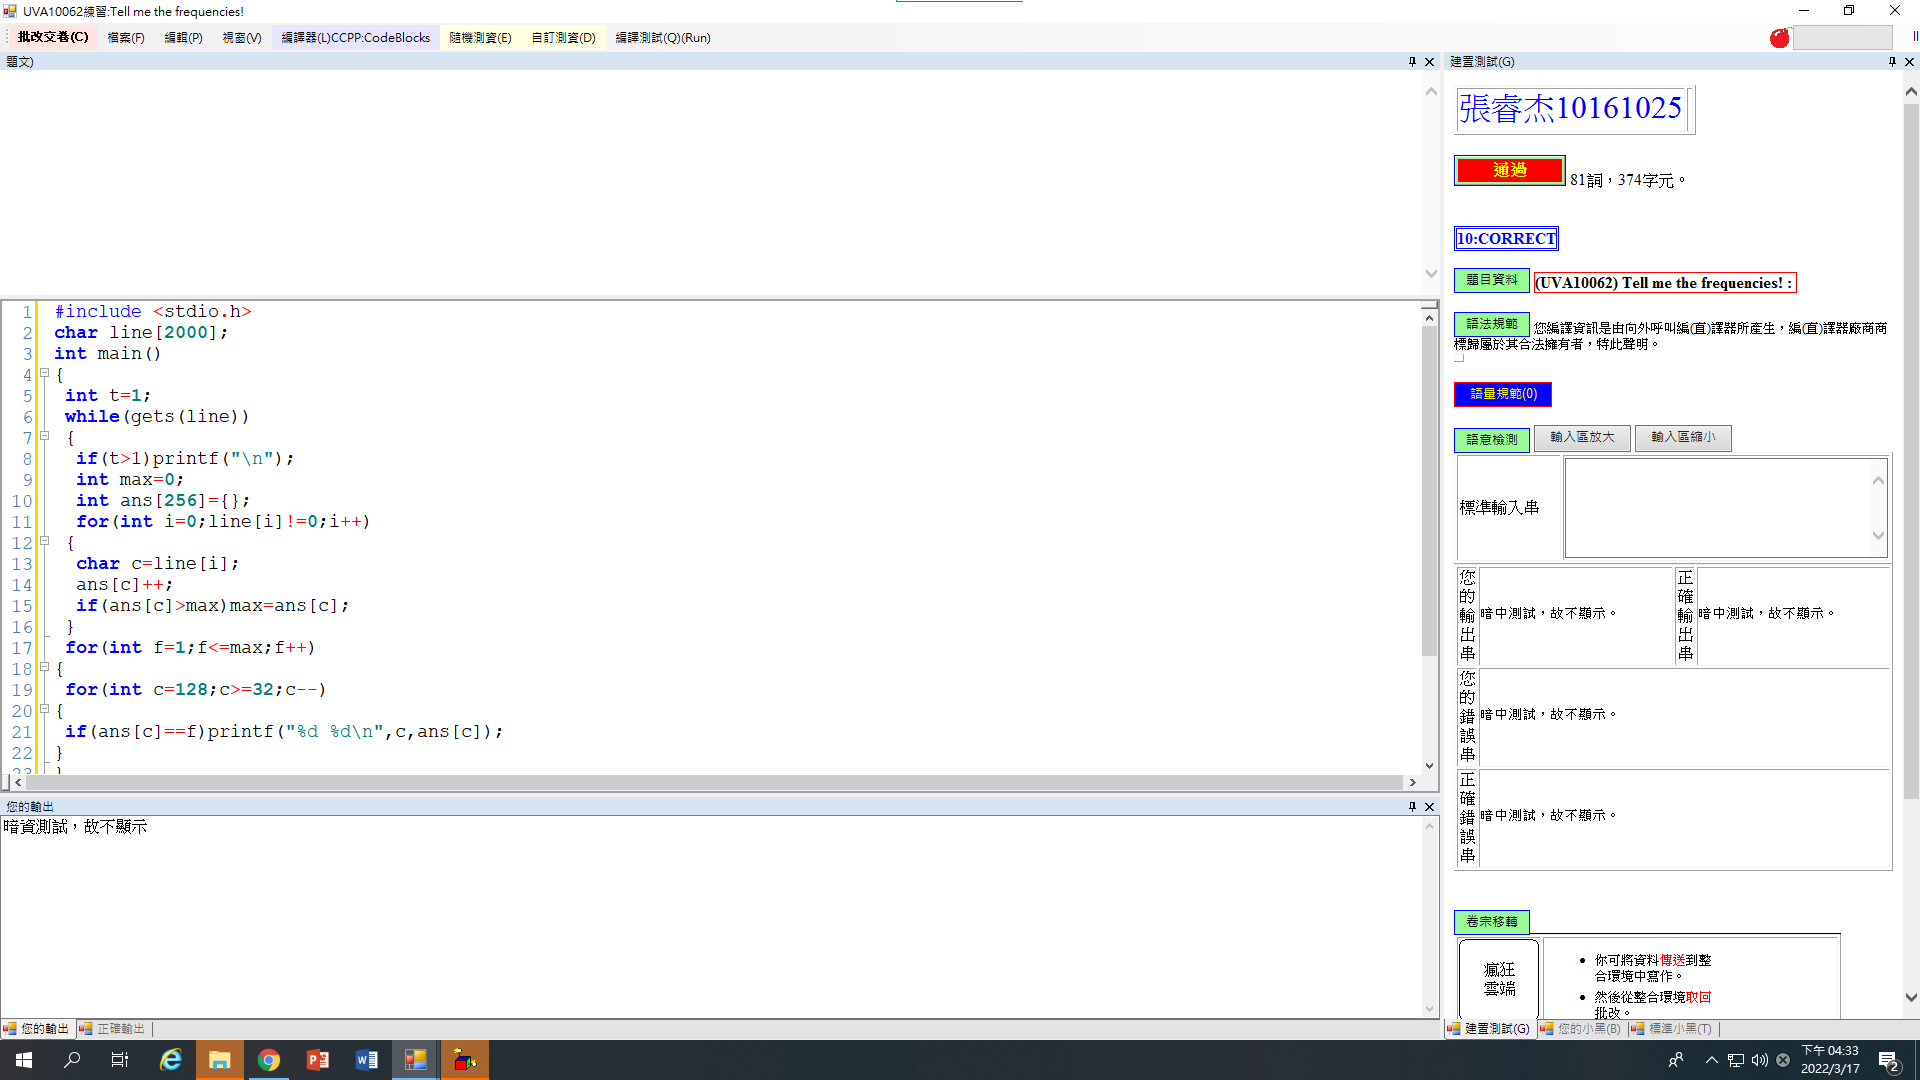 UVA10062練習:Tell me the frequencies!
批改交卷(C) 檔案(F) 編輯(P) 視窗(V) 編譯器(L)CCPP:CodeBlocks 隨機測資(E) 自訂測資(D) 編譯測試(Q)(Run)
題文)
1 #include <stdio.h>
2 char line[2000];
3 int main()
4 {
5 int t=1;
6 while(gets(line))
7 {
8 if(t>1)printf("\n");
9 int max=0;
10 int ans[256]={};
11 for(int i=0;line[i]!=0;i++)
12 {
13 char c=line[i];
14 ans[c]++;
15 if(ans[c]>max)max=ans[c];
16 }
17 for(int f=1;f<=max;f++)
18 {
19 for(int c=128;c>=32;c--)
20 {
21 if(ans[c]==f)printf("%d %d\n",c,ans[c]);
22 }
23 }
您的輸出
暗資測試，故不顯示
您的輸出 正確輸出
建置測試(G)
張睿杰10161025
通過 81詞，374字元。
10:CORRECT
題目資料 (UVA10062) Tell me the frequencies! :
語法規範 您編譯資訊是由向外呼叫編(直)譯器所產生，編(直)譯器廠商商
標歸屬於其合法擁有者，特此聲明。
語量規範(0)
語意檢測 輸入區放大 輸入區縮小
標準輸入串
您的輸出串 暗中測試，故不顯示。 正確輸出串 暗中測試，故不顯示。
您的錯誤串 暗中測試，故不顯示。
正確錯誤串 暗中測試，故不顯示。
卷宗移轉
瘋狂
雲端
你可將資料傳送到整
合環境中寫作。
然後從整合環境取回
批改。
建置測試(G) 您的小黑(B) 標準小黑(T)
下午 04:33
2022/3/17
2